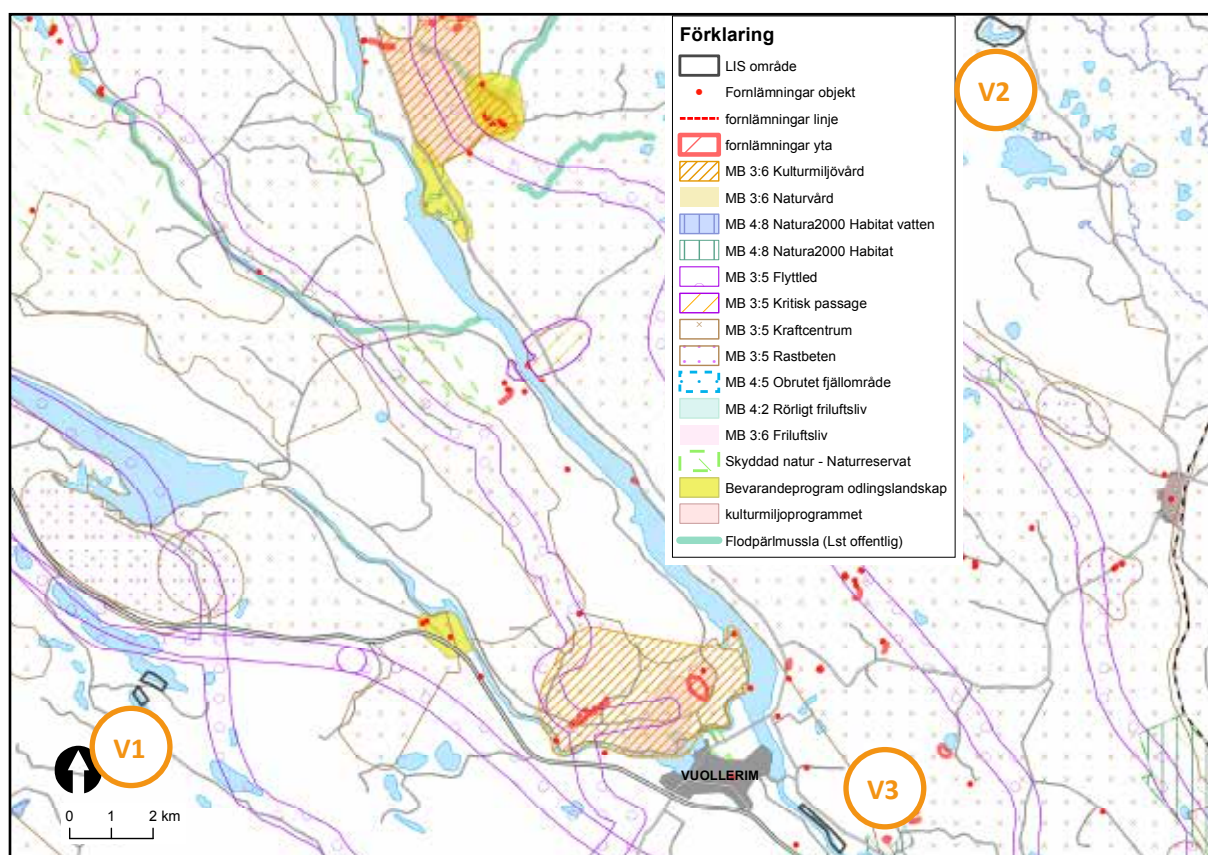 Förklaring
LIS område
Fornlämningar objekt
fornlämningar linje
fornlämningar yta
MB 3:6 Kulturmiljövård
MB 3:6 Naturvård
MB 4:8 Natura2000 Habitat vatten
MB 4:8 Natura2000 Habitat
MB 3:5 Flyttled
MB 3:5 Kritisk passage
MB 3:5 Kraftcentrum
MB 3:5 Rastbeten
MB 4:5 Obrutet fjällområde
MB 4:2 Rörligt friluftsliv
MB 3:6 Friluftsliv
Skyddad natur - Naturreservat
Bevarandeprogram odlingslandskap
kulturmiljoprogrammet
Flodpärlmussla (Lst offentlig)
V2
V1
V3
VUOLLERIM
0 1 2 km